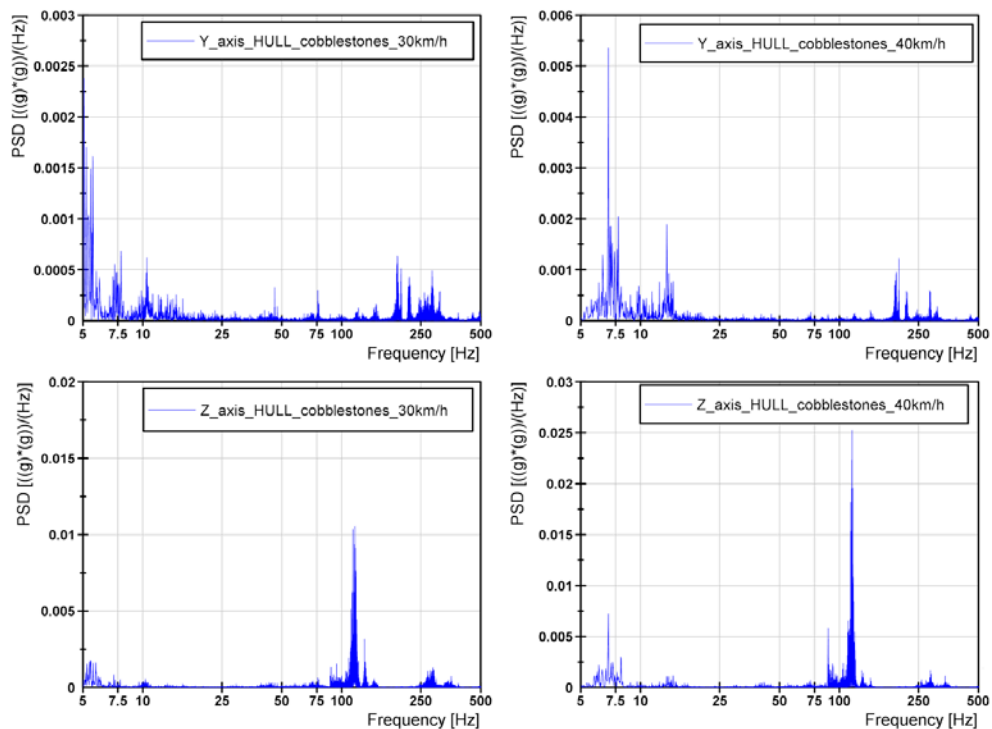 0.003
0.0025
0.002
0.0015
0.001
0.0005
0
PSD [((g)*(g))/(Hz)]
Y_axis_HULL_cobblestones_30km/h
5 7.5 10 25 50 75 100 250 500
Frequency [Hz]
0.006
0.005
0.004
0.003
0.002
0.001
0
PSD [((g)*(g))/(Hz)]
Y_axis_HULL_cobblestones_40km/h
5 7.5 10 25 50 75 100 250 500
Frequency [Hz]
0.02
0.015
0.01
0.005
0
PSD [((g)*(g))/(Hz)]
Z_axis_HULL_cobblestones_30km/h
5 7.5 10 25 50 75 100 250 500
Frequency [Hz]
0.03
0.025
0.02
0.015
0.01
0.005
0
PSD [((g)*(g))/(Hz)]
Z_axis_HULL_cobblestones_40km/h
5 7.5 10 25 50 75 100 250 500
Frequency [Hz]